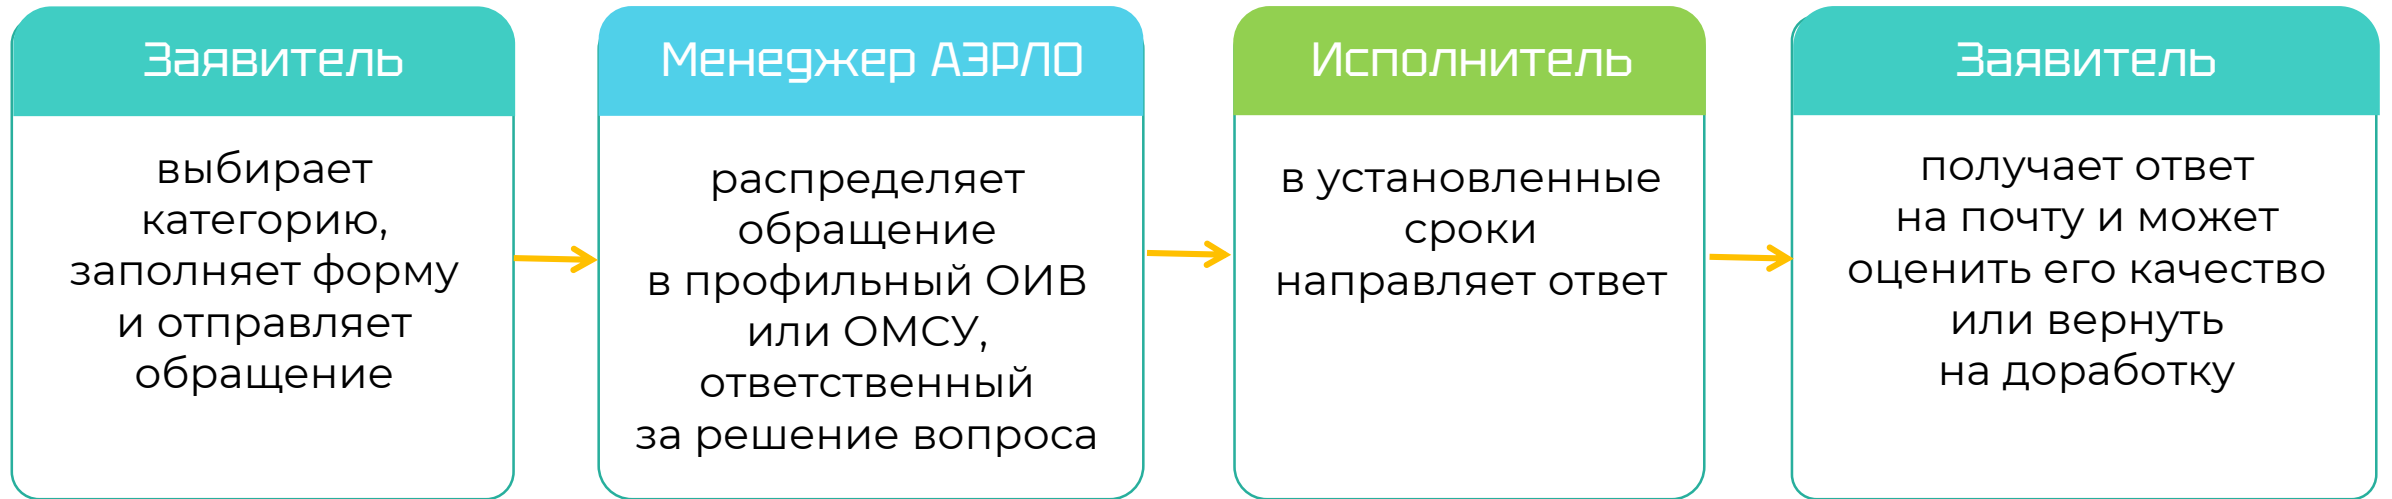 Заявитель
выбирает
категорию,
заполняет форму
и отправляет
обращение
Менеджер АЭРЛО
распределяет
обращение
в профильный ОИВ
или ОМСУ,
ответственный
за решение вопроса
Исполнитель
в установленные
сроки
направляет ответ
Заявитель
получает ответ
на почту и может
оценить его качество
или вернуть
на доработку